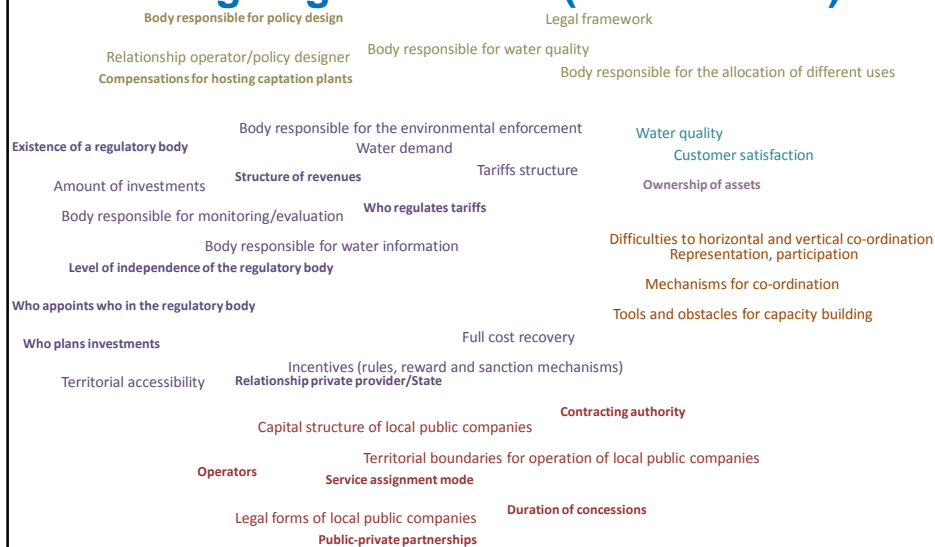 Body responsible for policy design
Legal framework
Body responsible for water quality
Relationship operator/policy designer
Body responsible for the allocation of different uses
Compensations for hosting captation plants
Body responsible for the environmental enforcement
Water quality
Existence of a regulatory body
Water demand
Customer satisfaction
Tariffs structure
Structure of revenues
Amount of investments
Ownership of assets
Who regulates tariffs
Body responsible for monitoring/evaluation
Difficulties to horizontal and vertical co-ordination
Body responsible for water information
Representation, participation
Level of independence of the regulatory body
Mechanisms for co-ordination
Who appoints who in the regulatory body
Tools and obstacles for capacity building
Full cost recovery
Who plans investments
Incentives (rules, reward and sanction mechanisms)
Territorial accessibility
Relationship private provider/State
Contracting authority
Capital structure of local public companies
Territorial boundaries for operation of local public companies
Operators
Service assignment mode
Duration of concessions
Legal forms of local public companies
Public-private partnerships